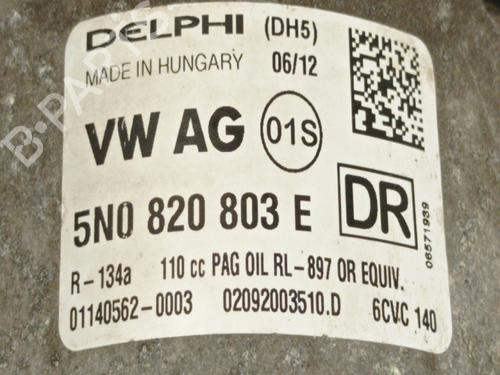 DELPHI (DH5)
MADE IN HUNGARY 06/12
VW AG 01S
5N0 820 803 E DR
06571939
R-134a 110 cc PAG OIL RL-897 OR EQUIV.
01140562-0003 02092003510.D 6CVC 140
B-PARTS